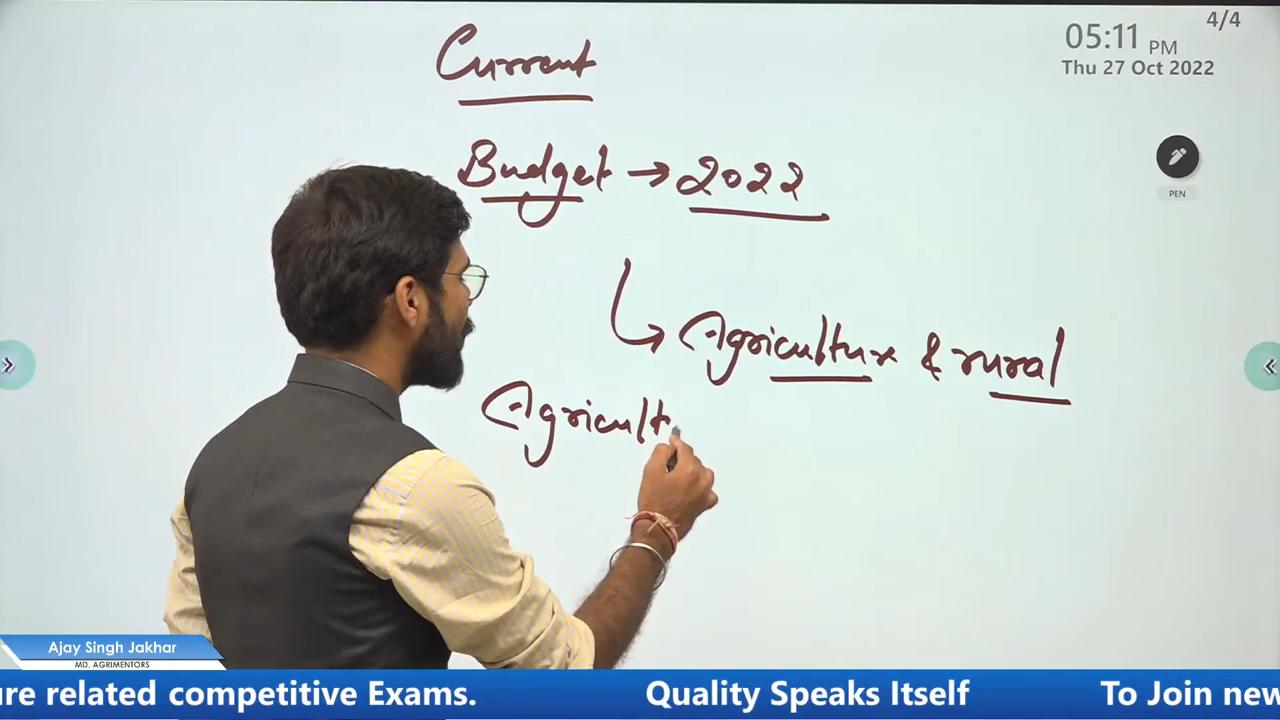 4/4
05:11 PM
Thu 27 Oct 2022
PEN
Current
Budget → 2022
Agriculture & rural
Agricult
Ajay Singh Jakhar
MD. AGRIMENTORS
ure related competitive Exams. Quality Speaks Itself To Join new